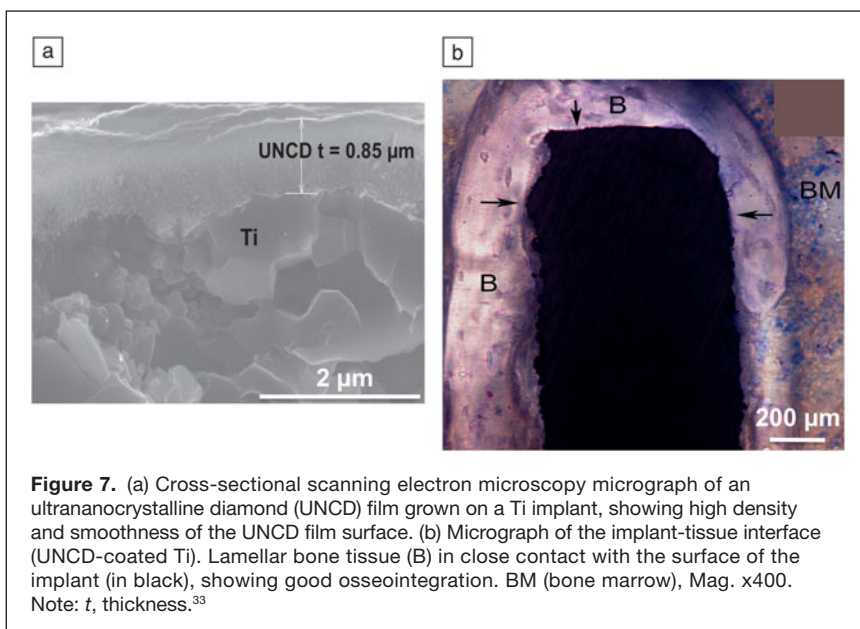 a
b
UNCD t = 0.85 µm
Ti
2 µm
B
BM
B
200 µm
Figure 7. (a) Cross-sectional scanning electron microscopy micrograph of an
ultrananocrystalline diamond (UNCD) film grown on a Ti implant, showing high density
and smoothness of the UNCD film surface. (b) Micrograph of the implant-tissue interface
(UNCD-coated Ti). Lamellar bone tissue (B) in close contact with the surface of the
implant (in black), showing good osseointegration. BM (bone marrow), Mag. x400.
Note: t, thickness.³³